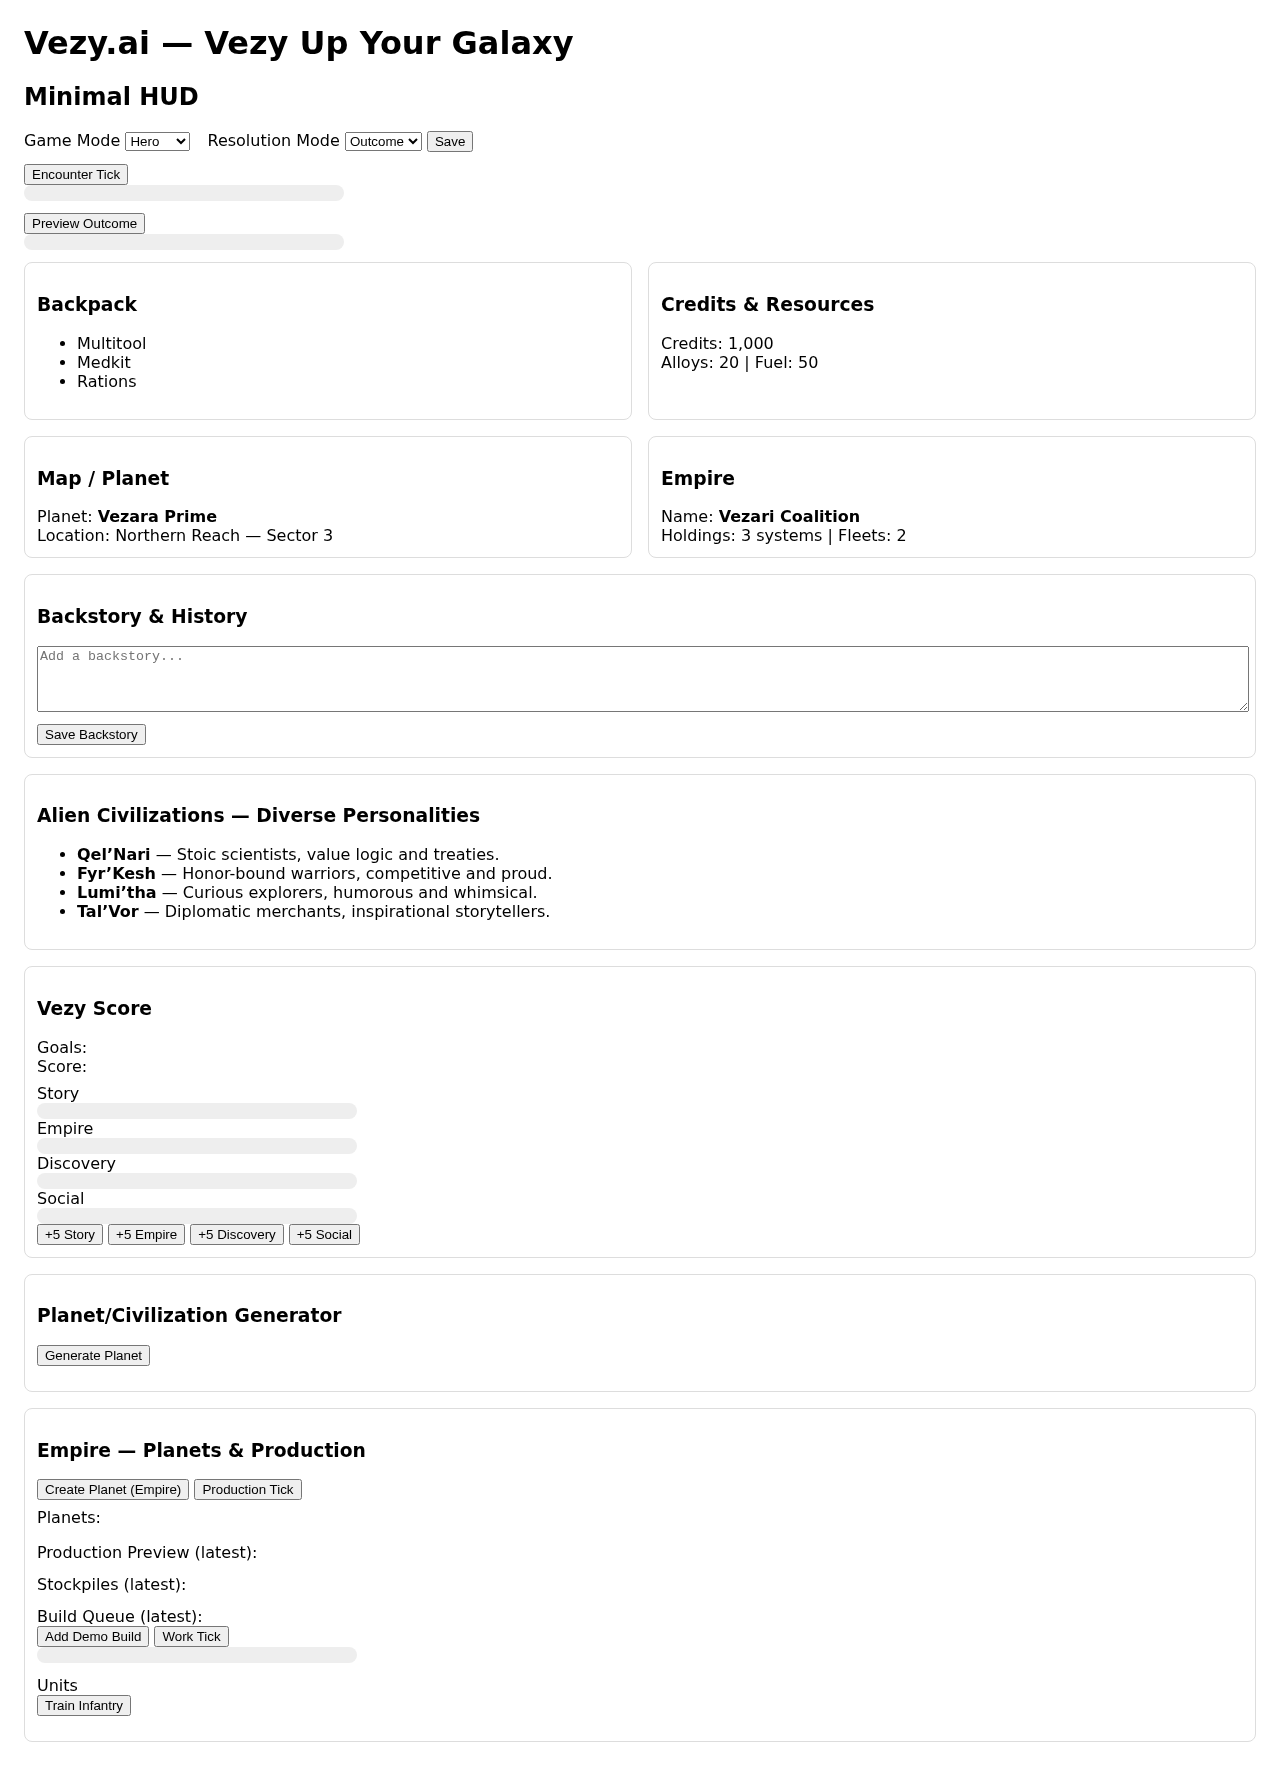 Vezy.ai — Vezy Up Your Galaxy
Minimal HUD
Game Mode Hero Resolution Mode Outcome Save
Encounter Tick
Preview Outcome
Backpack
• Multitool
• Medkit
• Rations
Credits & Resources
Credits: 1,000
Alloys: 20 | Fuel: 50
Map / Planet
Planet: Vezara Prime
Location: Northern Reach — Sector 3
Empire
Name: Vezari Coalition
Holdings: 3 systems | Fleets: 2
Backstory & History
Add a backstory...
Save Backstory
Alien Civilizations — Diverse Personalities
• Qel’Nari — Stoic scientists, value logic and treaties.
• Fyr’Kesh — Honor-bound warriors, competitive and proud.
• Lumi’tha — Curious explorers, humorous and whimsical.
• Tal’Vor — Diplomatic merchants, inspirational storytellers.
Vezy Score
Goals:
Score:
Story
Empire
Discovery
Social
+5 Story +5 Empire +5 Discovery +5 Social
Planet/Civilization Generator
Generate Planet
Empire — Planets & Production
Create Planet (Empire) Production Tick
Planets:
Production Preview (latest):
Stockpiles (latest):
Build Queue (latest):
Add Demo Build Work Tick
Units
Train Infantry